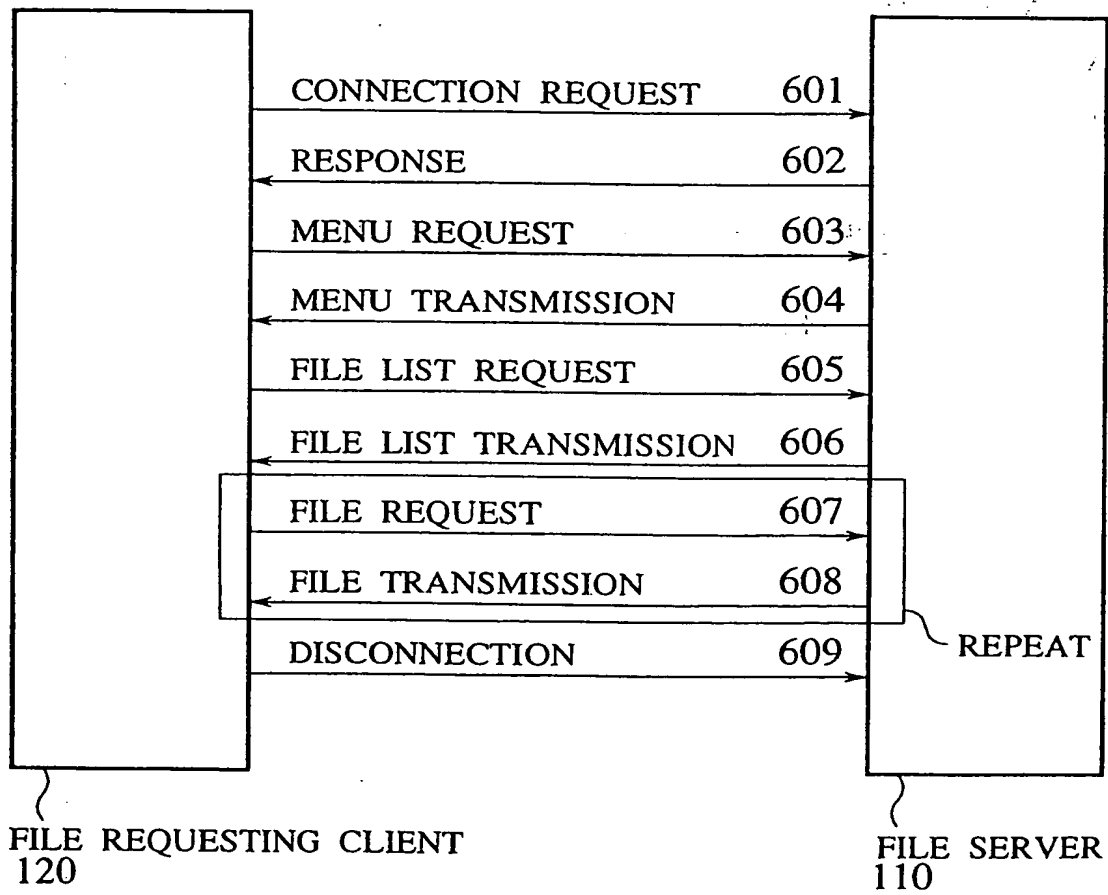 CONNECTION REQUEST 601
RESPONSE 602
MENU REQUEST 603
MENU TRANSMISSION 604
FILE LIST REQUEST 605
FILE LIST TRANSMISSION 606
FILE REQUEST 607
FILE TRANSMISSION 608
DISCONNECTION 609
REPEAT
FILE REQUESTING CLIENT
120
FILE SERVER
110